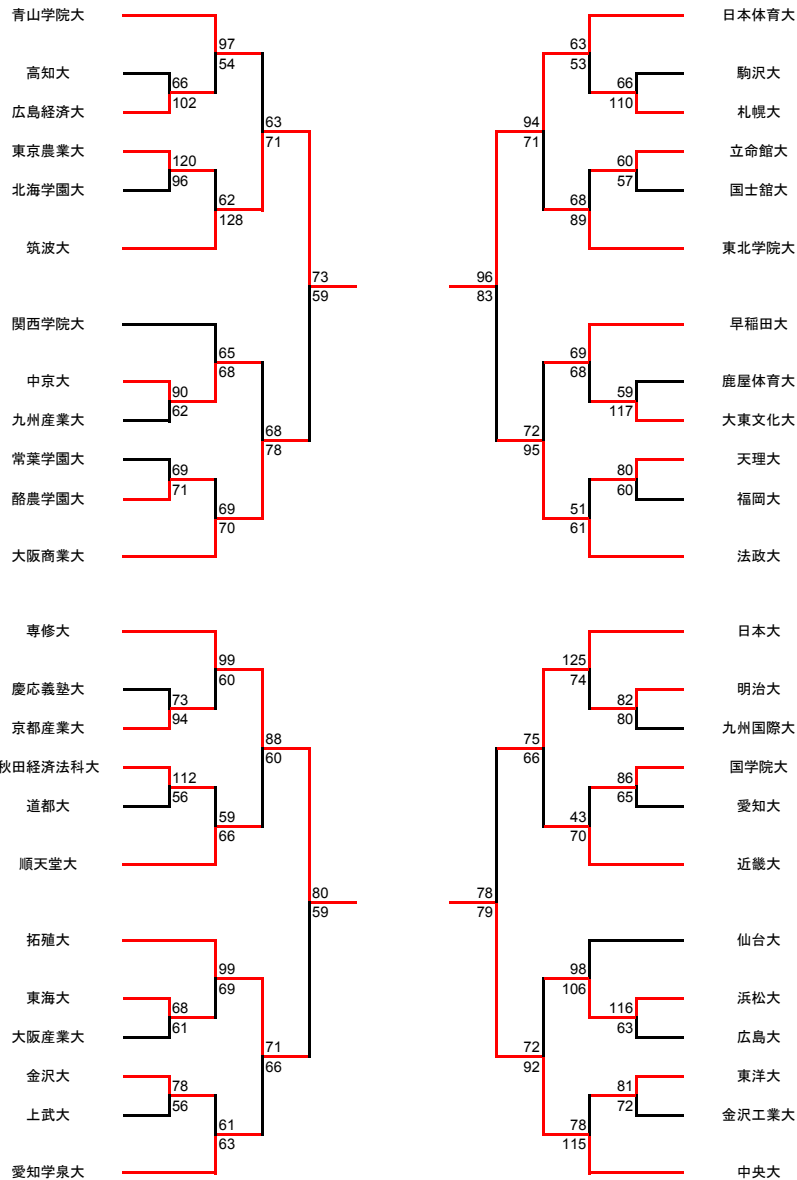 青山学院大
97
54
高知大
66
広島経済大
102
63
71
東京農業大
120
北海学園大
96
62
128
筑波大
73
59
関西学院大
65
68
中京大
90
九州産業大
62
68
78
常葉学園大
69
酪農学園大
71
69
70
大阪商業大
日本体育大
63
53
駒沢大
66
札幌大
110
94
71
立命館大
60
国士舘大
57
68
89
東北学院大
96
83
早稲田大
69
68
鹿屋体育大
59
大東文化大
117
72
95
天理大
80
福岡大
60
51
61
法政大
専修大
99
60
慶応義塾大
73
京都産業大
94
88
60
秋田経済法科大
112
道都大
56
59
66
順天堂大
80
59
拓殖大
99
69
東海大
68
大阪産業大
61
71
66
金沢大
78
上武大
56
61
63
愛知学泉大
日本大
125
74
明治大
82
九州国際大
80
75
66
国学院大
86
愛知大
65
43
70
近畿大
78
79
仙台大
98
106
浜松大
116
広島大
63
72
92
東洋大
81
金沢工業大
72
78
115
中央大